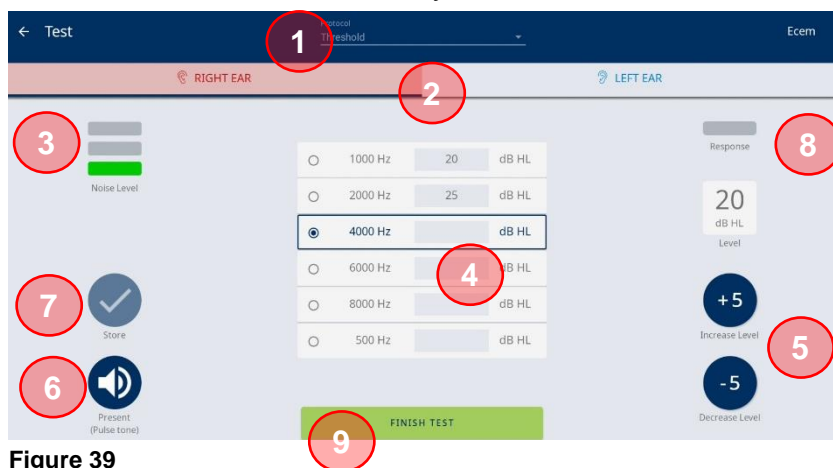 ← Test
Protocol
Threshold
Ecem
1
RIGHT EAR
LEFT EAR
2
3
Noise Level
Response
8
1000 Hz 20 dB HL
2000 Hz 25 dB HL
4000 Hz dB HL
6000 Hz dB HL
8000 Hz dB HL
500 Hz dB HL
4
20
dB HL
Level
7
Store
+5
Increase Level
5
6
Present
(Pulse tone)
-5
Decrease Level
FINISH TEST
9
Figure 39